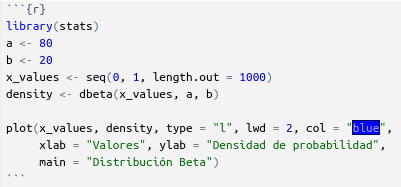 ```{r}
library(stats)
a <- 80
b <- 20
x_values <- seq(0, 1, length.out = 1000)
density <- dbeta(x_values, a, b)

plot(x_values, density, type = "l", lwd = 2, col = "blue",
     xlab = "Valores", ylab = "Densidad de probabilidad",
     main = "Distribución Beta")
```